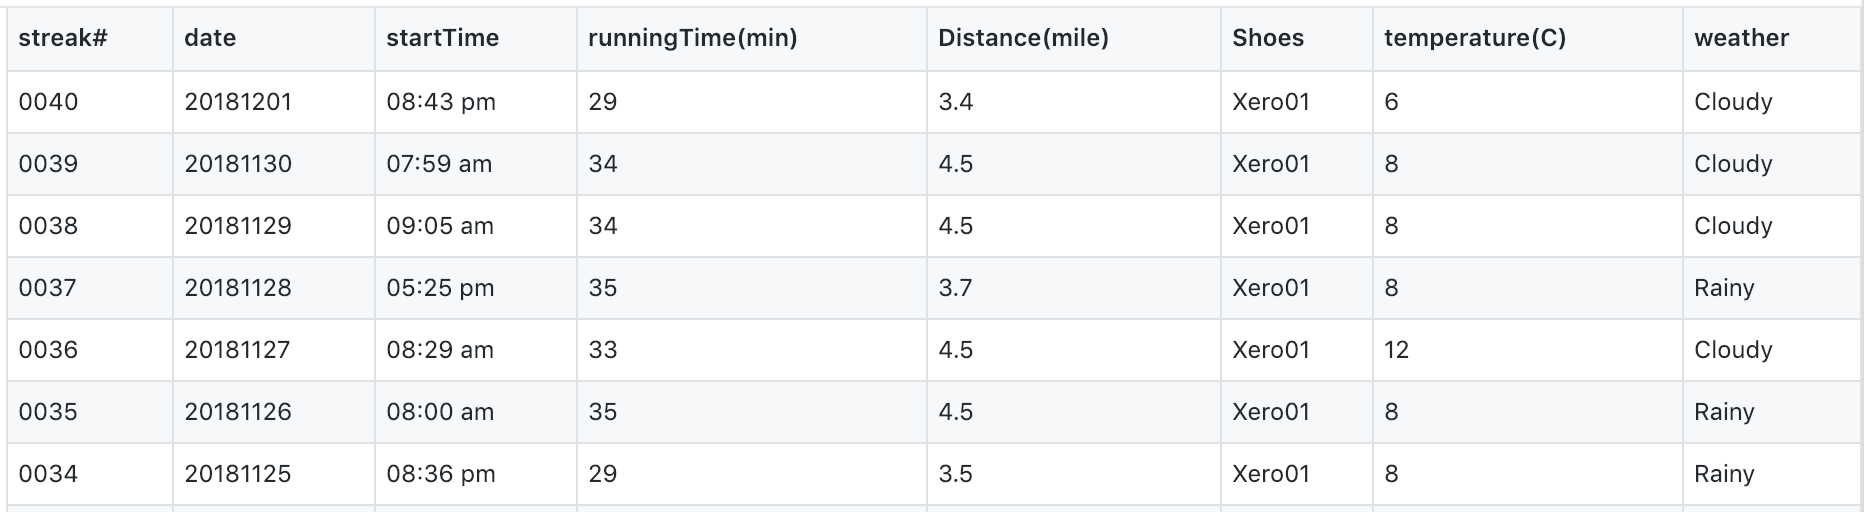 streak# date startTime runningTime(min) Distance(mile) Shoes temperature(C) weather
0040 20181201 08:43 pm 29 3.4 Xero01 6 Cloudy
0039 20181130 07:59 am 34 4.5 Xero01 8 Cloudy
0038 20181129 09:05 am 34 4.5 Xero01 8 Cloudy
0037 20181128 05:25 pm 35 3.7 Xero01 8 Rainy
0036 20181127 08:29 am 33 4.5 Xero01 12 Cloudy
0035 20181126 08:00 am 35 4.5 Xero01 8 Rainy
0034 20181125 08:36 pm 29 3.5 Xero01 8 Rainy